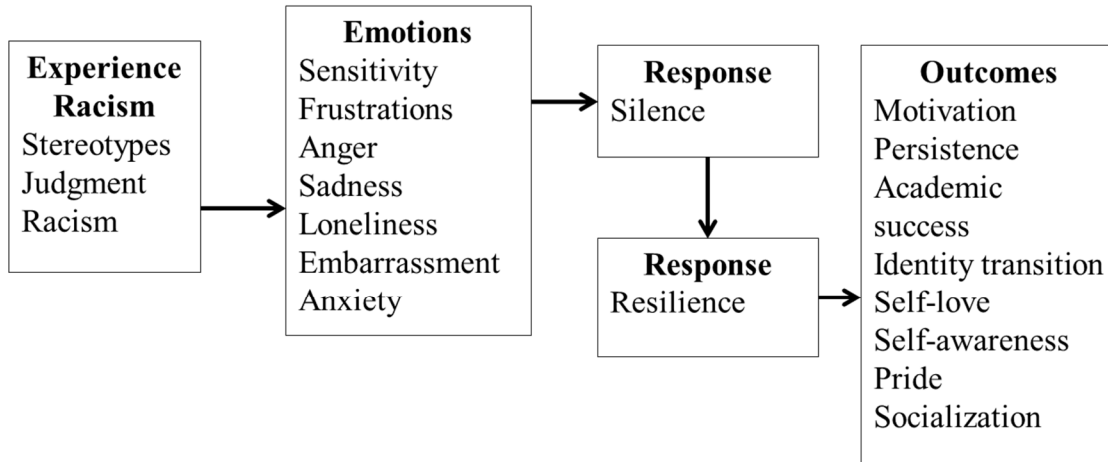 Experience
Racism
Stereotypes
Judgment
Racism
Emotions
Sensitivity
Frustrations
Anger
Sadness
Loneliness
Embarrassment
Anxiety
Response
Silence
Response
Resilience
Outcomes
Motivation
Persistence
Academic
success
Identity transition
Self-love
Self-awareness
Pride
Socialization